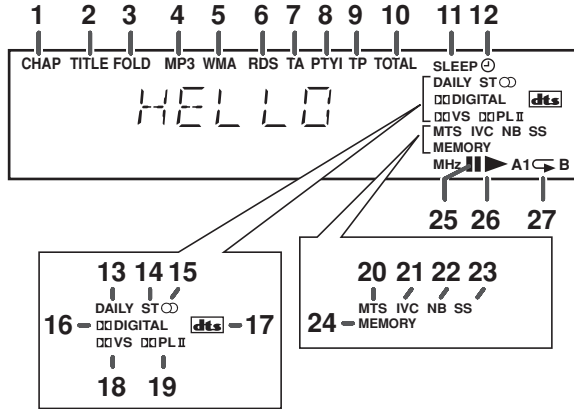 1 2 3 4 5 6 7 8 9 10 11 12
CHAP TITLE FOLD MP3 WMA RDS TA PTYI TP TOTAL SLEEP
HELLO
DAILY ST
DIGITAL dts
VS PL II
MTS IVC NB SS
MEMORY
MHz A1 B
25 26 27
13 14 15
DAILY ST
16 DIGITAL dts 17
VS PL II
18 19
20 21 22 23
MTS IVC NB SS
24 MEMORY